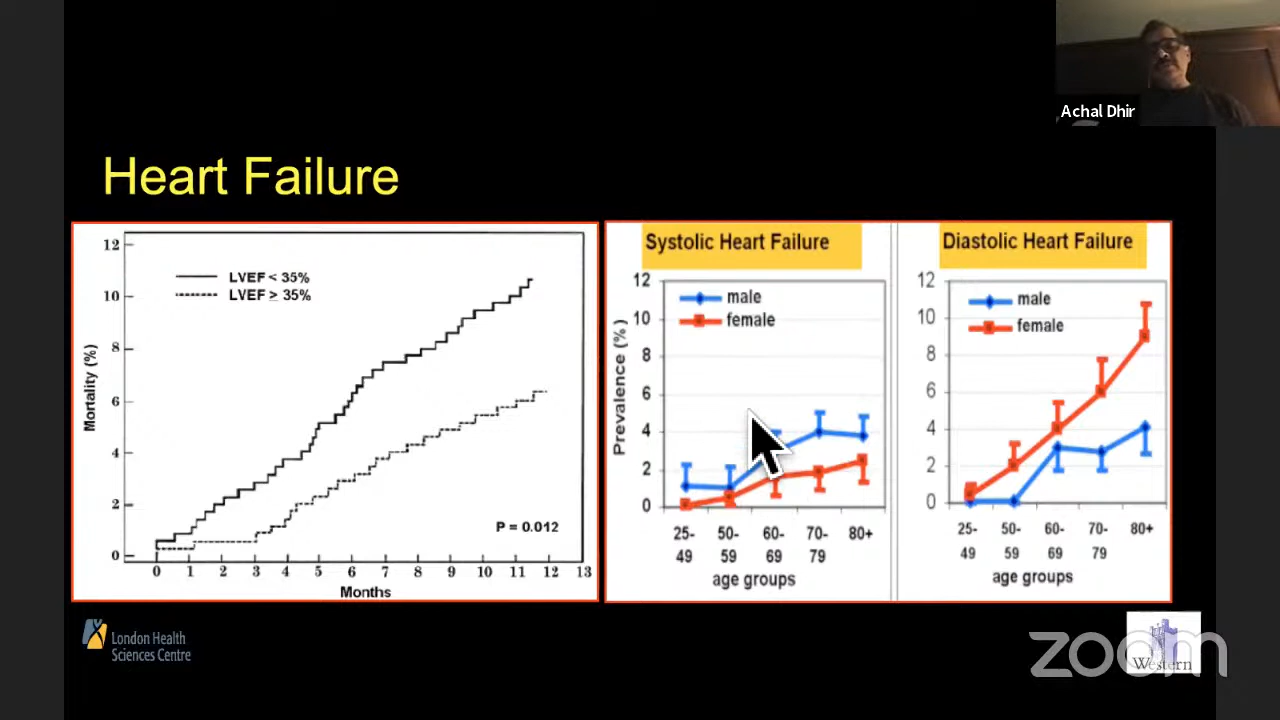 Achal Dhir
Heart Failure
12
10
8
6
4
2
0
Mortality (%)
LVEF < 35%
LVEF ≥ 35%
P = 0.012
0 1 2 3 4 5 6 7 8 9 10 11 12 13
Months
Systolic Heart Failure
12
10
8
6
4
2
0
Prevalence (%)
male
female
25- 50- 60- 70- 80+
49 59 69 79
age groups
Diastolic Heart Failure
12
10
8
6
4
2
0
male
female
25- 50- 60- 70- 80+
49 59 69 79
age groups
London Health
Sciences Centre
Western
zoom